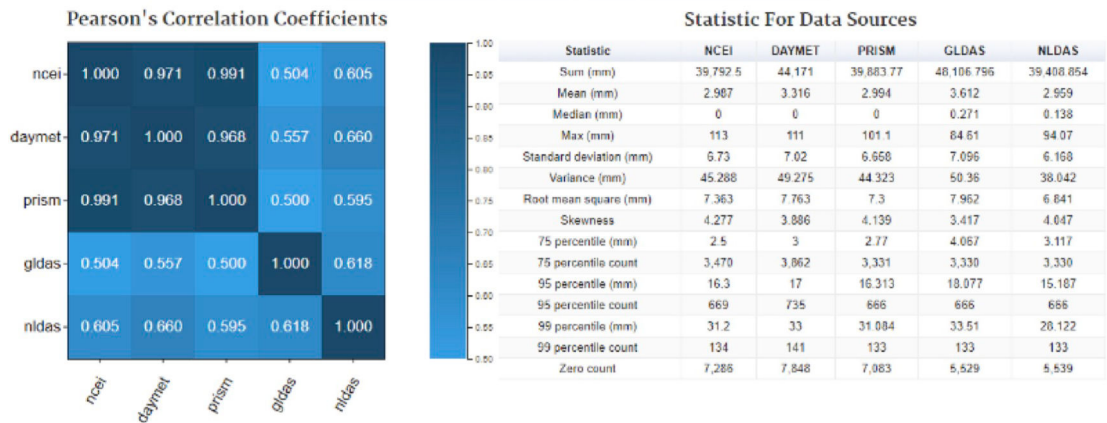 Pearson's Correlation Coefficients
ncei 1.000 0.971 0.991 0.504 0.605
daymet 0.971 1.000 0.968 0.557 0.660
prism 0.991 0.968 1.000 0.500 0.595
gldas 0.504 0.557 0.500 1.000 0.618
nldas 0.605 0.660 0.595 0.618 1.000
ncei daymet prism gldas nldas
1.00
0.95
0.90
0.85
0.80
0.75
0.70
0.65
0.60
0.55
0.50
Statistic For Data Sources
Statistic NCEI DAYMET PRISM GLDAS NLDAS
Sum (mm) 39,792.5 44,171 39,883.77 48,106.796 39,408.854
Mean (mm) 2.987 3.316 2.994 3.612 2.959
Median (mm) 0 0 0 0.271 0.138
Max (mm) 113 111 101.1 84.61 94.07
Standard deviation (mm) 6.73 7.02 6.658 7.096 6.168
Variance (mm) 45.288 49.275 44.323 50.36 38.042
Root mean square (mm) 7.363 7.763 7.3 7.962 6.841
Skewness 4.277 3.886 4.139 3.417 4.047
75 percentile (mm) 2.5 3 2.77 4.067 3.117
75 percentile count 3,470 3,862 3,331 3,330 3,330
95 percentile (mm) 16.3 17 16.313 18.077 15.187
95 percentile count 669 735 666 666 666
99 percentile (mm) 31.2 33 31.084 33.51 28.122
99 percentile count 134 141 133 133 133
Zero count 7,286 7,848 7,083 5,529 5,539